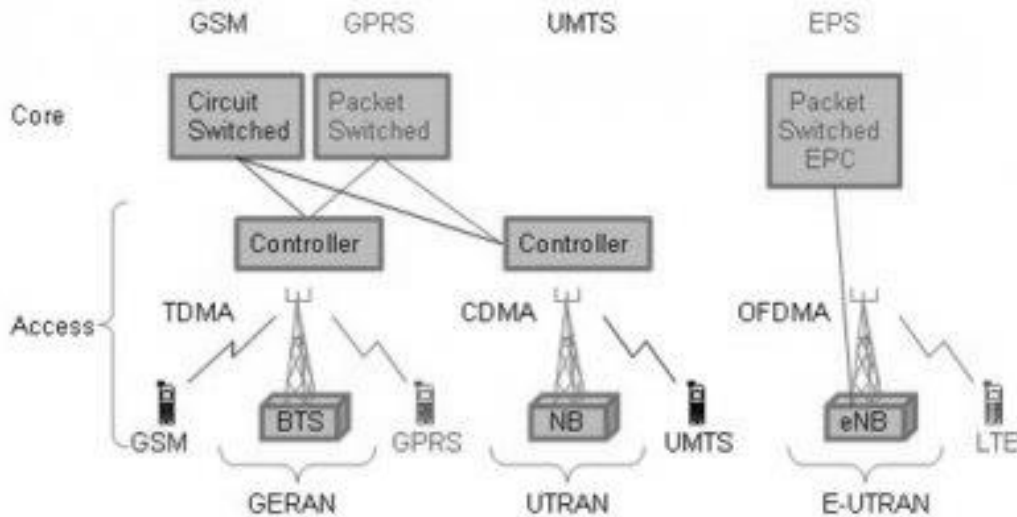 GSM GPRS UMTS EPS
Core
Circuit
Switched
Packet
Switched
Packet
Switched
EPC
Controller
Controller
Access
TDMA
CDMA
OFDMA
BTS
NB
eNB
GSM
GPRS
UMTS
LTE
GERAN
UTRAN
E-UTRAN